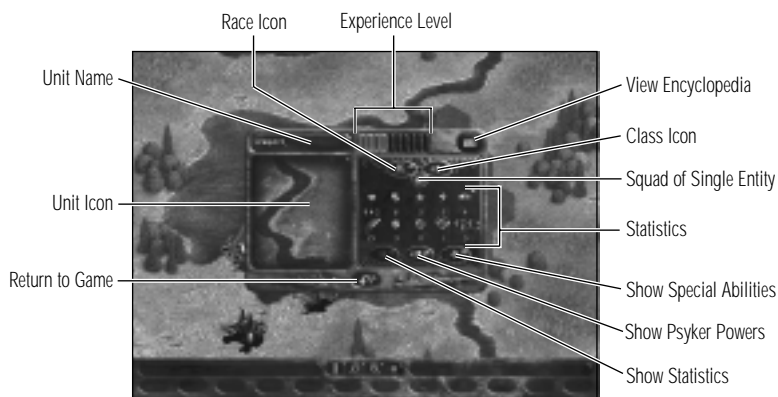 Race Icon
Experience Level
Unit Name
View Encyclopedia
Class Icon
Squad of Single Entity
Unit Icon
Statistics
Return to Game
Show Special Abilities
Show Psyker Powers
Show Statistics